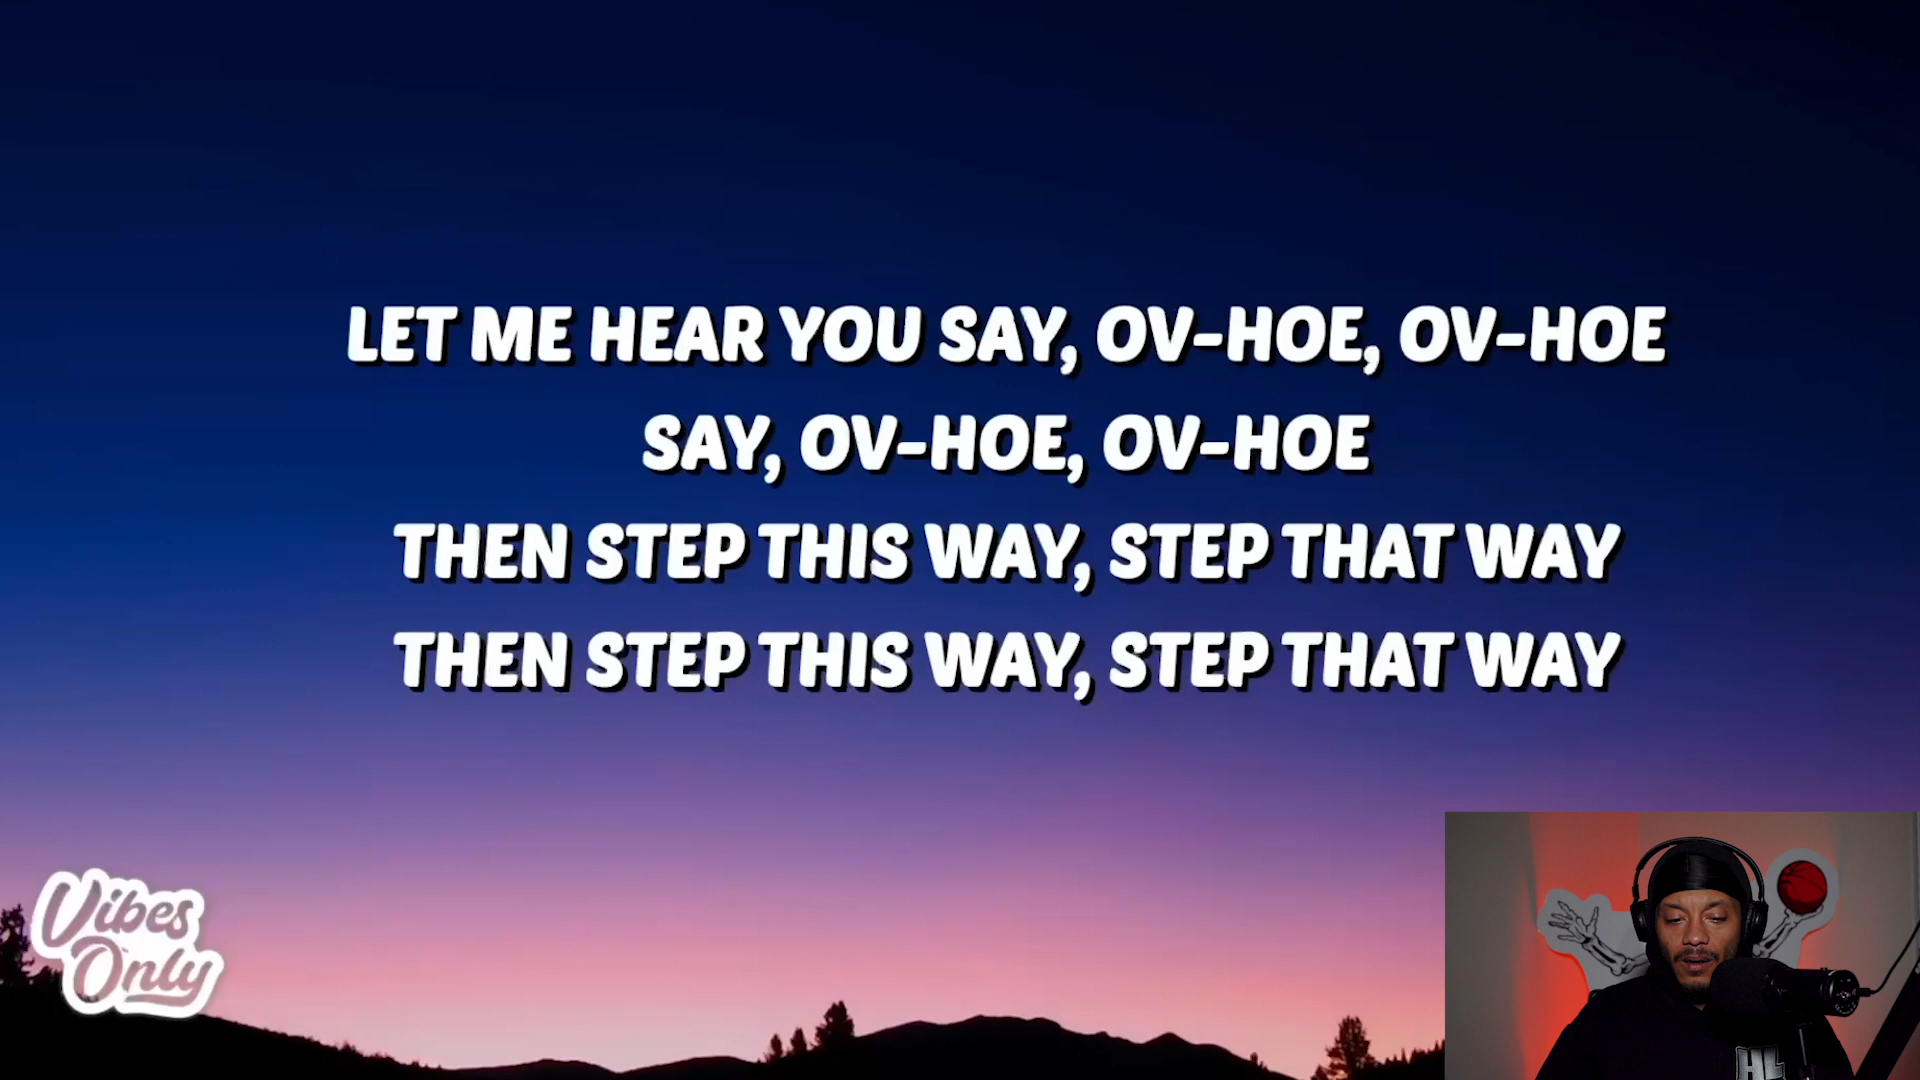 LET ME HEAR YOU SAY, OV-HOE, OV-HOE
SAY, OV-HOE, OV-HOE
THEN STEP THIS WAY, STEP THAT WAY
THEN STEP THIS WAY, STEP THAT WAY
Vibes
Only
HL